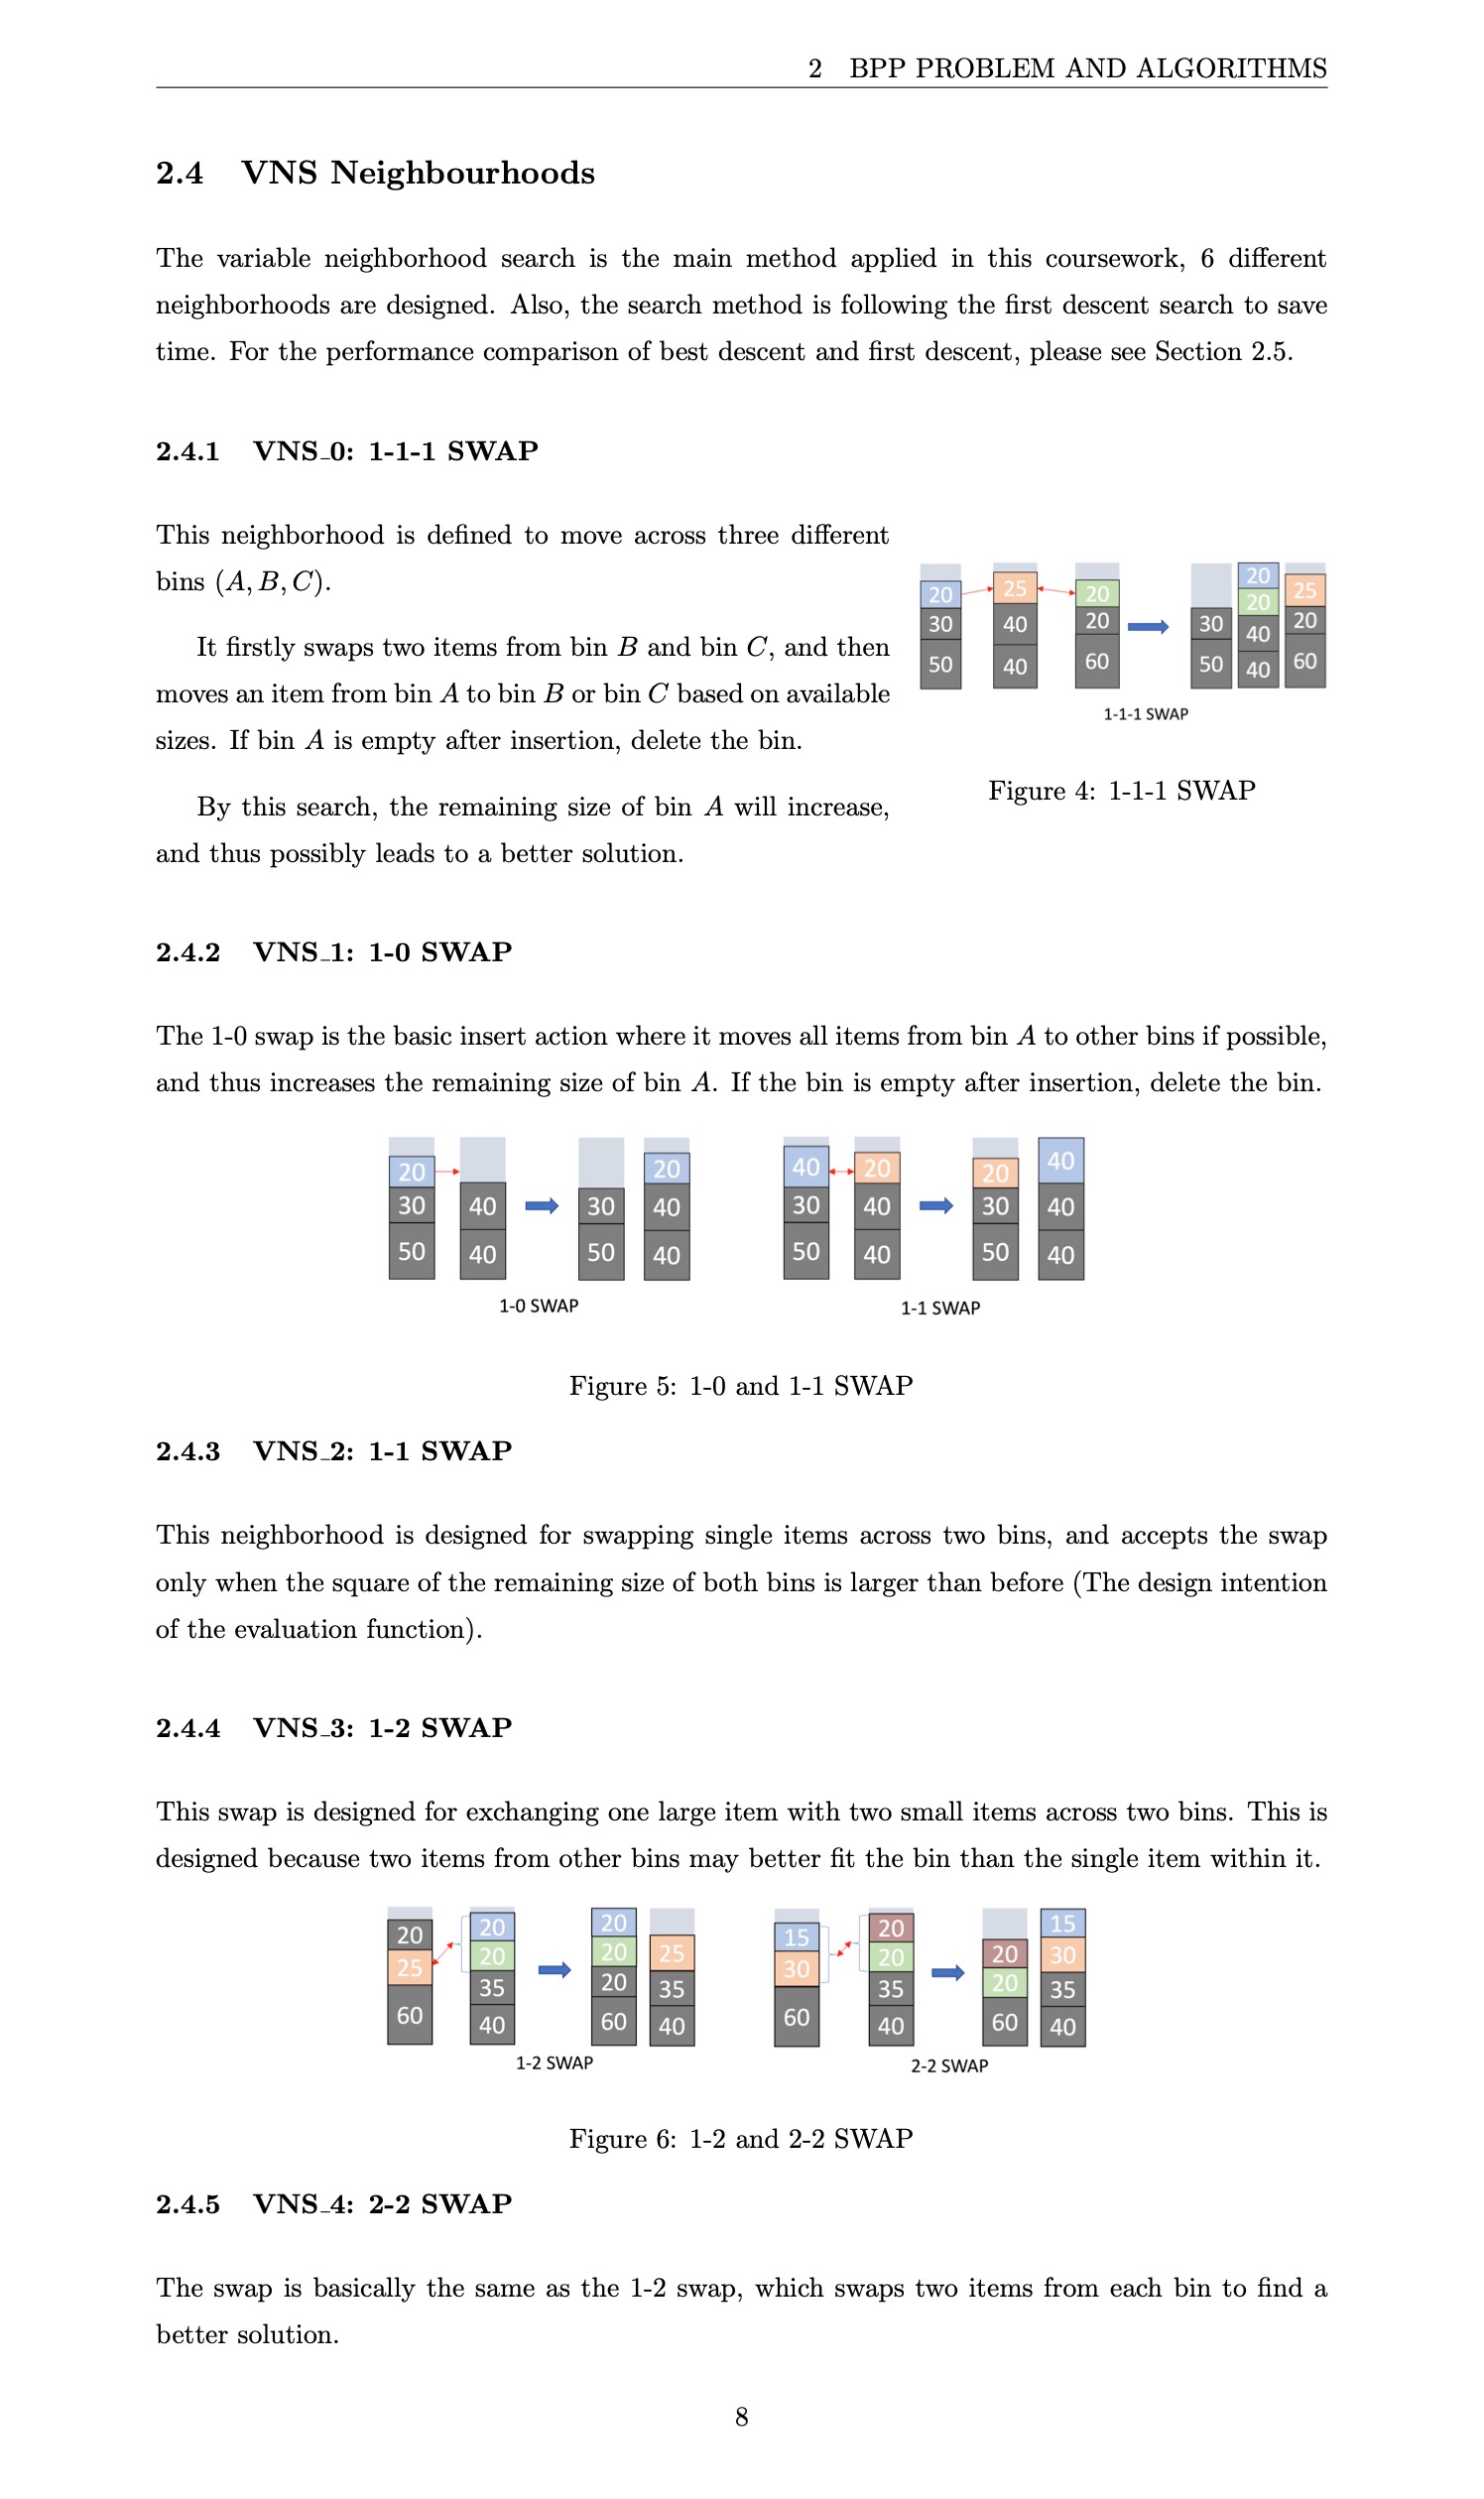 2 BPP PROBLEM AND ALGORITHMS
2.4 VNS Neighbourhoods
The variable neighborhood search is the main method applied in this coursework, 6 different
neighborhoods are designed. Also, the search method is following the first descent search to save
time. For the performance comparison of best descent and first descent, please see Section 2.5.
2.4.1 VNS_0: 1-1-1 SWAP
This neighborhood is defined to move across three different
bins (A, B, C).
It firstly swaps two items from bin B and bin C, and then
moves an item from bin A to bin B or bin C based on available
sizes. If bin A is empty after insertion, delete the bin.
By this search, the remaining size of bin A will increase,
and thus possibly leads to a better solution.
20 25 20 20 20 25
30 40 20 30 40 20
50 40 60 50 40 60
1-1-1 SWAP
Figure 4: 1-1-1 SWAP
2.4.2 VNS_1: 1-0 SWAP
The 1-0 swap is the basic insert action where it moves all items from bin A to other bins if possible,
and thus increases the remaining size of bin A. If the bin is empty after insertion, delete the bin.
20 20
30 40 30 40
50 40 50 40
1-0 SWAP
40 20 20 40
30 40 30 40
50 40 50 40
1-1 SWAP
Figure 5: 1-0 and 1-1 SWAP
2.4.3 VNS_2: 1-1 SWAP
This neighborhood is designed for swapping single items across two bins, and accepts the swap
only when the square of the remaining size of both bins is larger than before (The design intention
of the evaluation function).
2.4.4 VNS_3: 1-2 SWAP
This swap is designed for exchanging one large item with two small items across two bins. This is
designed because two items from other bins may better fit the bin than the single item within it.
20 20 20
25 20 20 25
35 20 35
60 40 60 40
1-2 SWAP
15 20 15
30 20 20 30
35 20 35
60 40 60 40
2-2 SWAP
Figure 6: 1-2 and 2-2 SWAP
2.4.5 VNS_4: 2-2 SWAP
The swap is basically the same as the 1-2 swap, which swaps two items from each bin to find a
better solution.
8